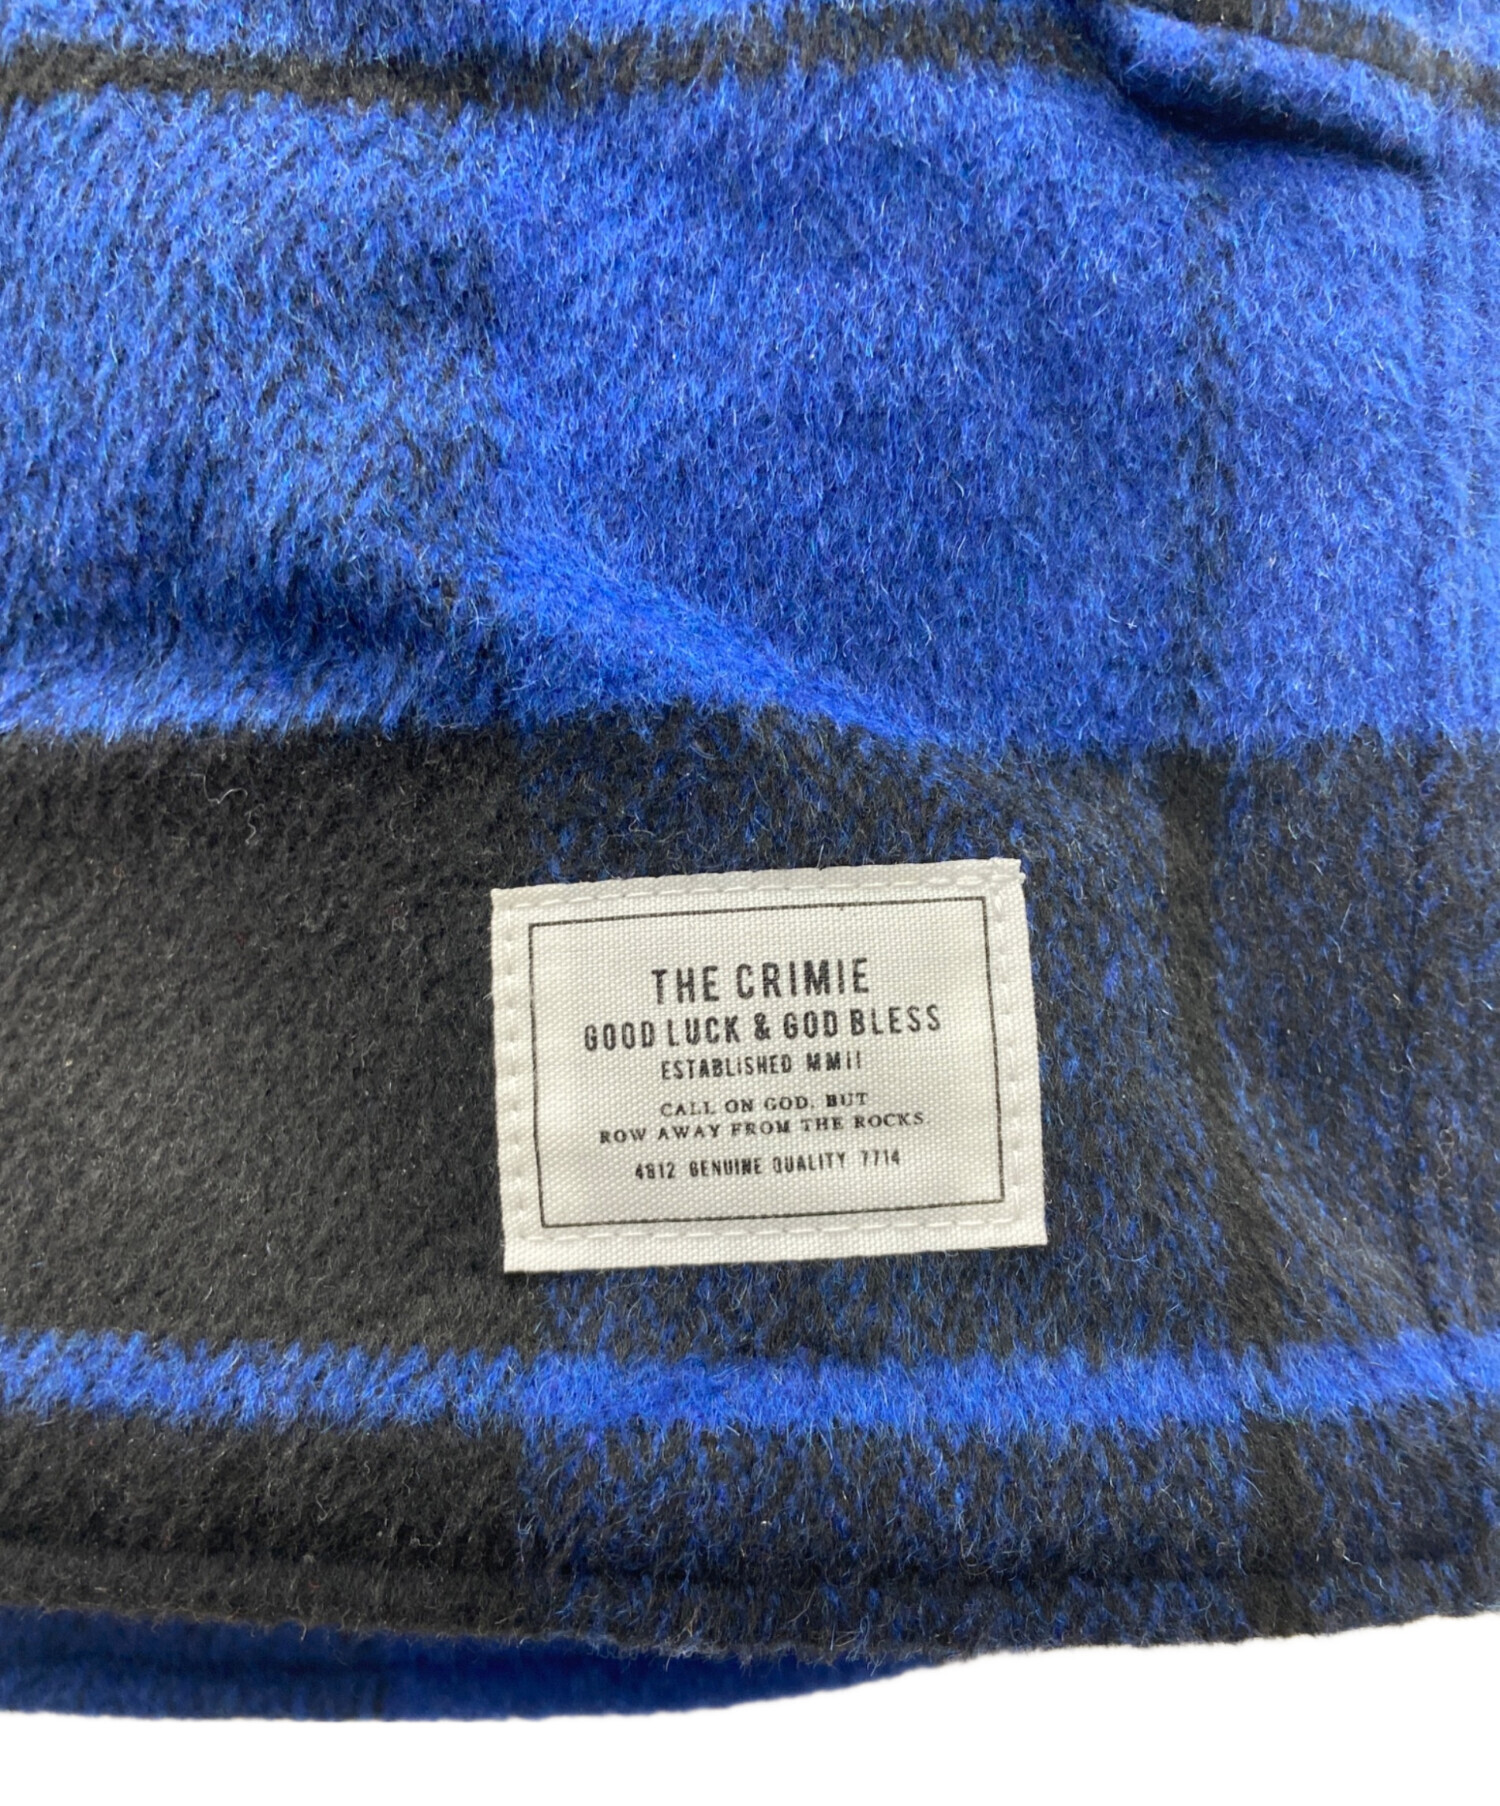 THE CRIMIE
GOOD LUCK & GOD BLESS
ESTABLISHED MMII
CALL ON GOD, BUT
ROW AWAY FROM THE ROCKS.
4812 GENUINE QUALITY 7714